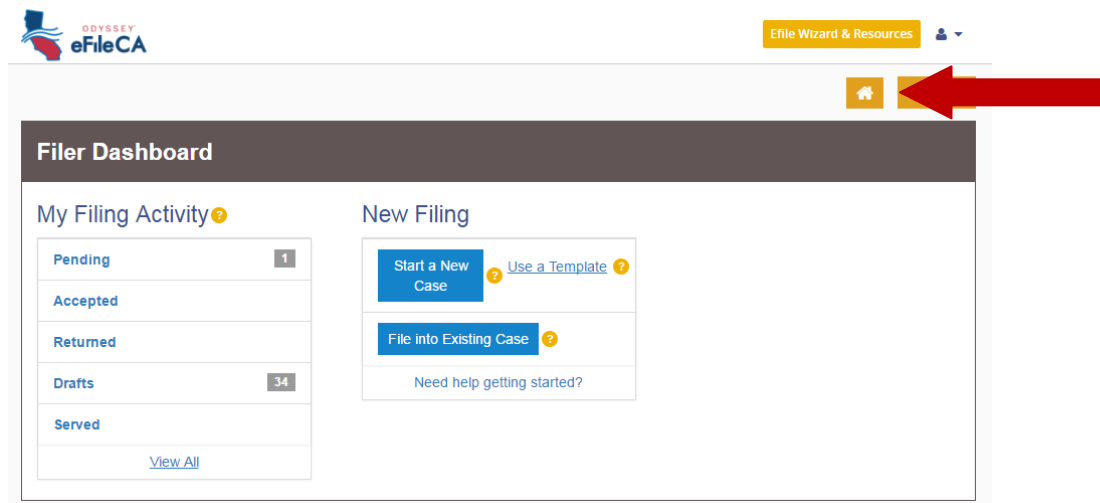 ODYSSEY
eFileCA
Efile Wizard & Resources
Filer Dashboard
My Filing Activity ?
New Filing
Pending 1
Accepted
Returned
Drafts 34
Served
View All
Start a New
Case
? Use a Template ?
File into Existing Case ?
Need help getting started?